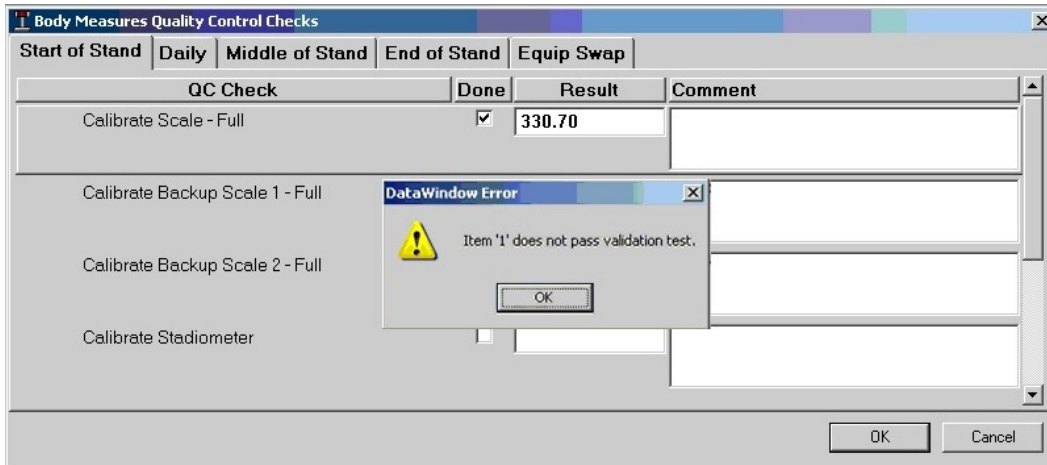 Body Measures Quality Control Checks
Start of Stand Daily Middle of Stand End of Stand Equip Swap
QC Check Done Result Comment
Calibrate Scale - Full 330.70
Calibrate Backup Scale 1 - Full
DataWindow Error
Item '1' does not pass validation test.
Calibrate Backup Scale 2 - Full
OK
Calibrate Stadiometer
OK Cancel